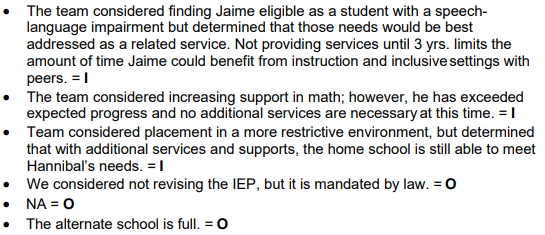 • The team considered finding Jaime eligible as a student with a speech-
language impairment but determined that those needs would be best
addressed as a related service. Not providing services until 3 yrs. limits the
amount of time Jaime could benefit from instruction and inclusive settings with
peers. = I
• The team considered increasing support in math; however, he has exceeded
expected progress and no additional services are necessary at this time. = I
• Team considered placement in a more restrictive environment, but determined
that with additional services and supports, the home school is still able to meet
Hannibal's needs. = I
• We considered not revising the IEP, but it is mandated by law. = O
• NA = O
• The alternate school is full. = O